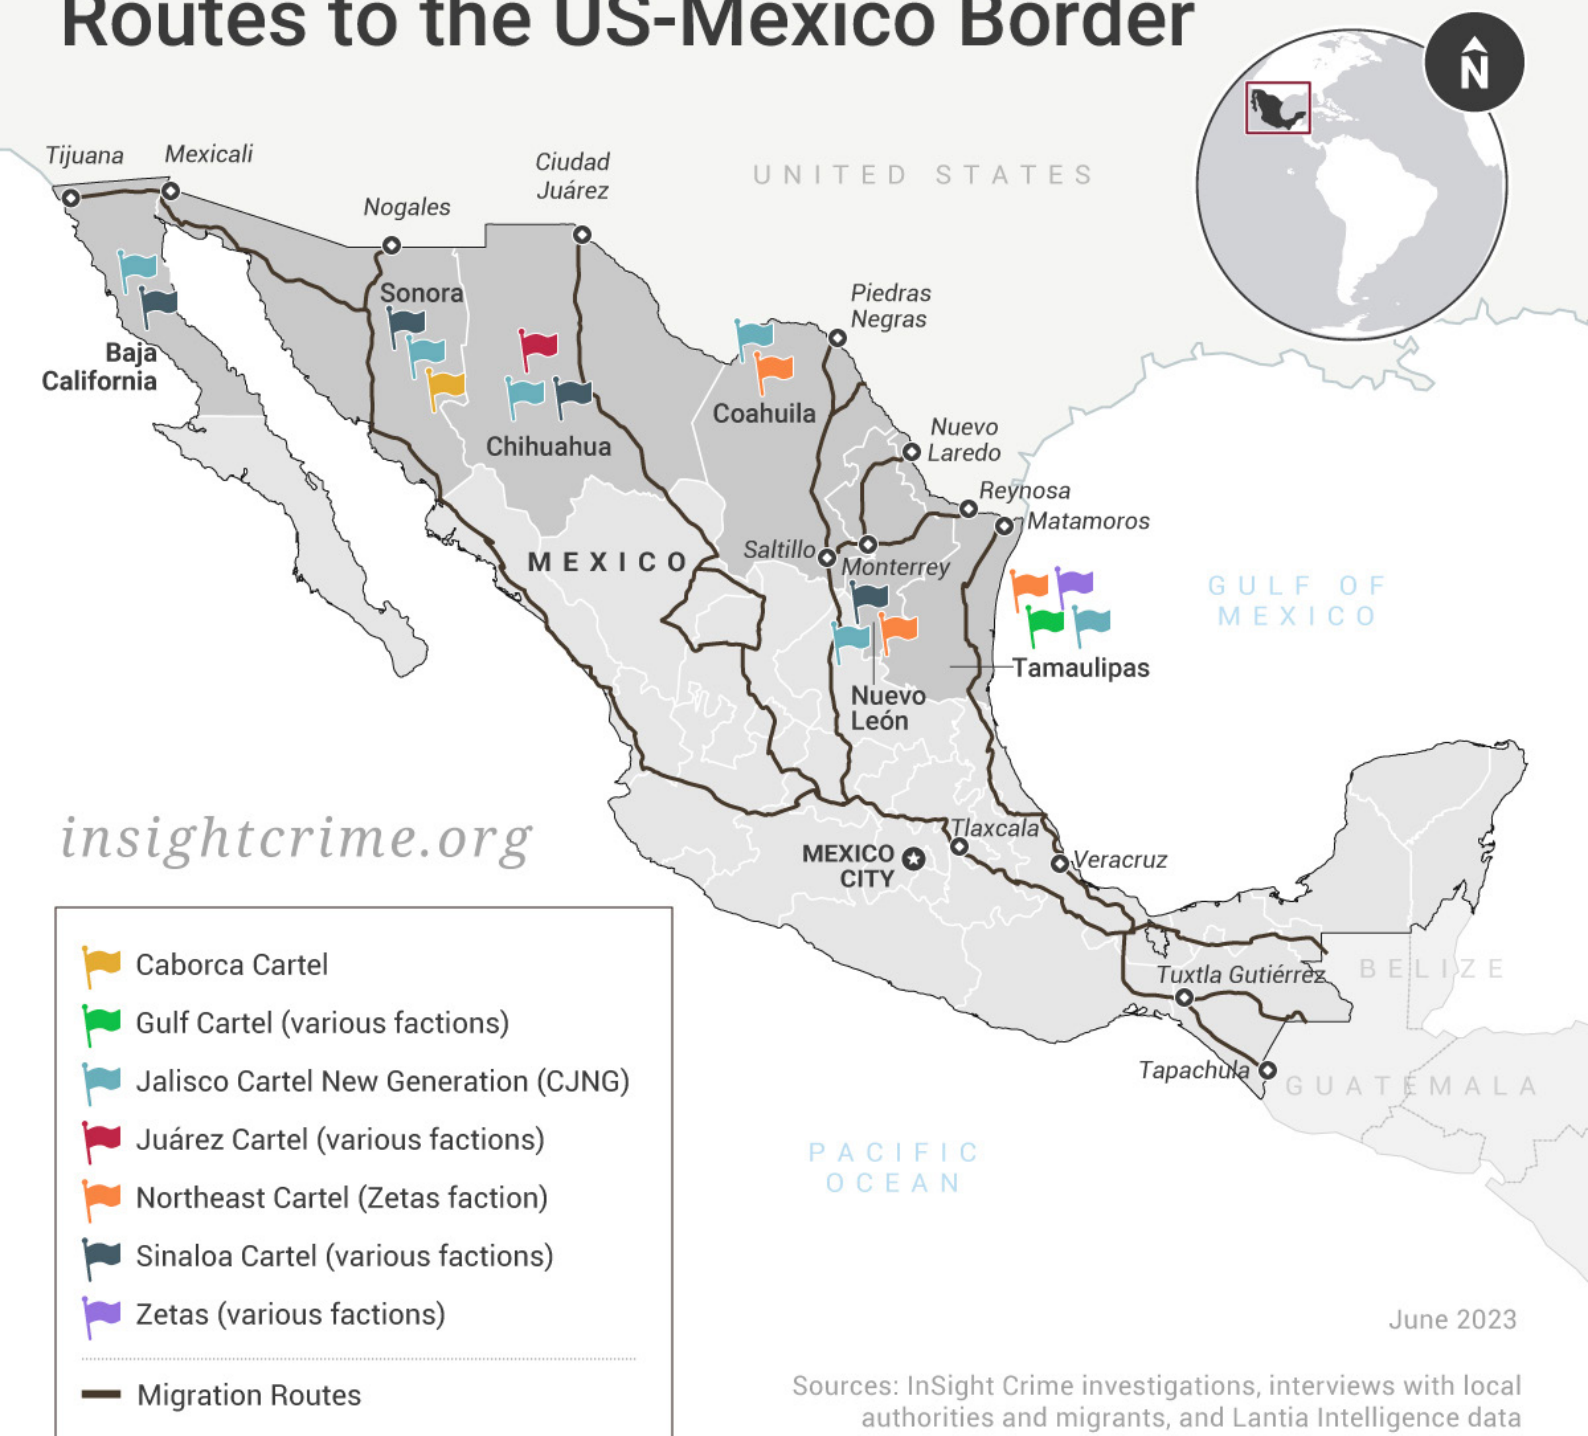 Routes to the US-Mexico Border
N
Tijuana
Mexicali
Ciudad
Juárez
UNITED STATES
Nogales
Sonora
Piedras
Negras
Baja
California
Coahuila
Chihuahua
Nuevo
Laredo
Reynosa
Matamoros
MEXICO
Saltillo
Monterrey
GULF OF
MEXICO
Tamaulipas
Nuevo
León
insightcrime.org
Tlaxcala
MEXICO
CITY
Veracruz
Tuxtla Gutiérrez
BELIZE
Tapachula
GUATEMALA
PACIFIC
OCEAN
Caborca Cartel
Gulf Cartel (various factions)
Jalisco Cartel New Generation (CJNG)
Juárez Cartel (various factions)
Northeast Cartel (Zetas faction)
Sinaloa Cartel (various factions)
Zetas (various factions)
Migration Routes
June 2023
Sources: InSight Crime investigations, interviews with local
authorities and migrants, and Lantia Intelligence data